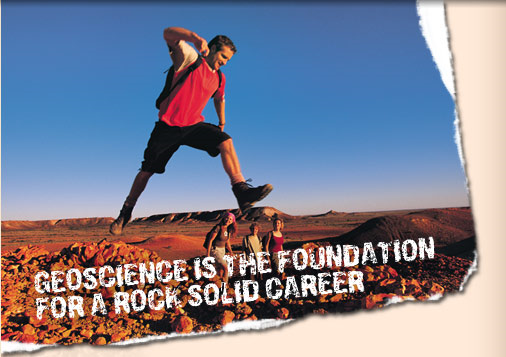 GEOSCIENCE IS THE FOUNDATION
FOR A ROCK SOLID CAREER